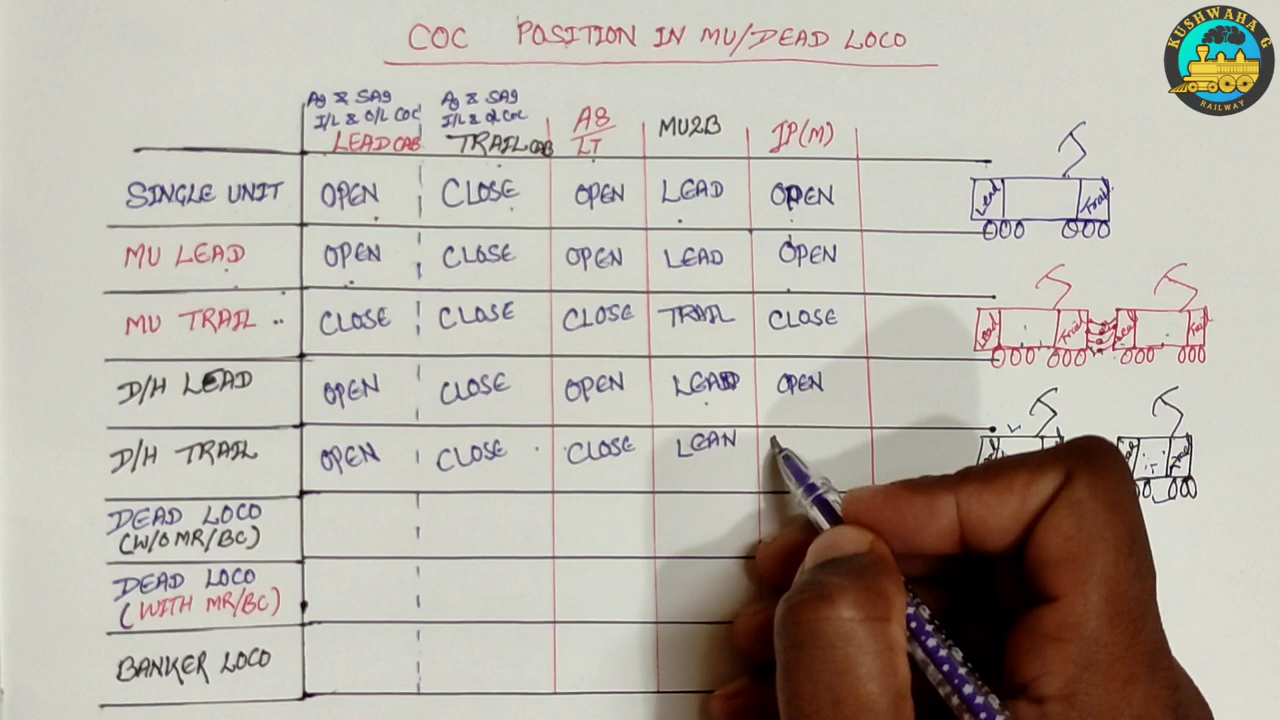 COC POSITION IN MU/DEAD LOCO
KUSHWAHA G
RAILWAY
A9 & SA9 I/L & O/L COC LEAD CAB
A9 & SA9 I/L & O/L COC TRAIL CAB
A8/LT
MU2B
IP(M)
SINGLE UNIT OPEN CLOSE OPEN LEAD OPEN
MU LEAD OPEN CLOSE OPEN LEAD OPEN
MU TRAIL .. CLOSE CLOSE CLOSE TRAIL CLOSE
D/H LEAD OPEN CLOSE OPEN LEAD OPEN
D/H TRAIL OPEN CLOSE CLOSE LEAN
DEAD LOCO
(W/O MR/BC)
DEAD LOCO
(WITH MR/BC)
BANKER LOCO
Lead Trail
Lead Trial Lead Trail